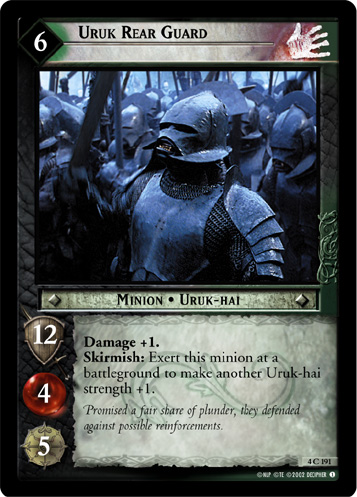 6 URUK REAR GUARD
MINION • URUK-HAI
12
4
5
Damage +1.
Skirmish: Exert this minion at a
battleground to make another Uruk-hai
strength +1.
Promised a fair share of plunder, they defended
against possible reinforcements.
4 C 191
©NLP ©TE ©2002 DECIPHER